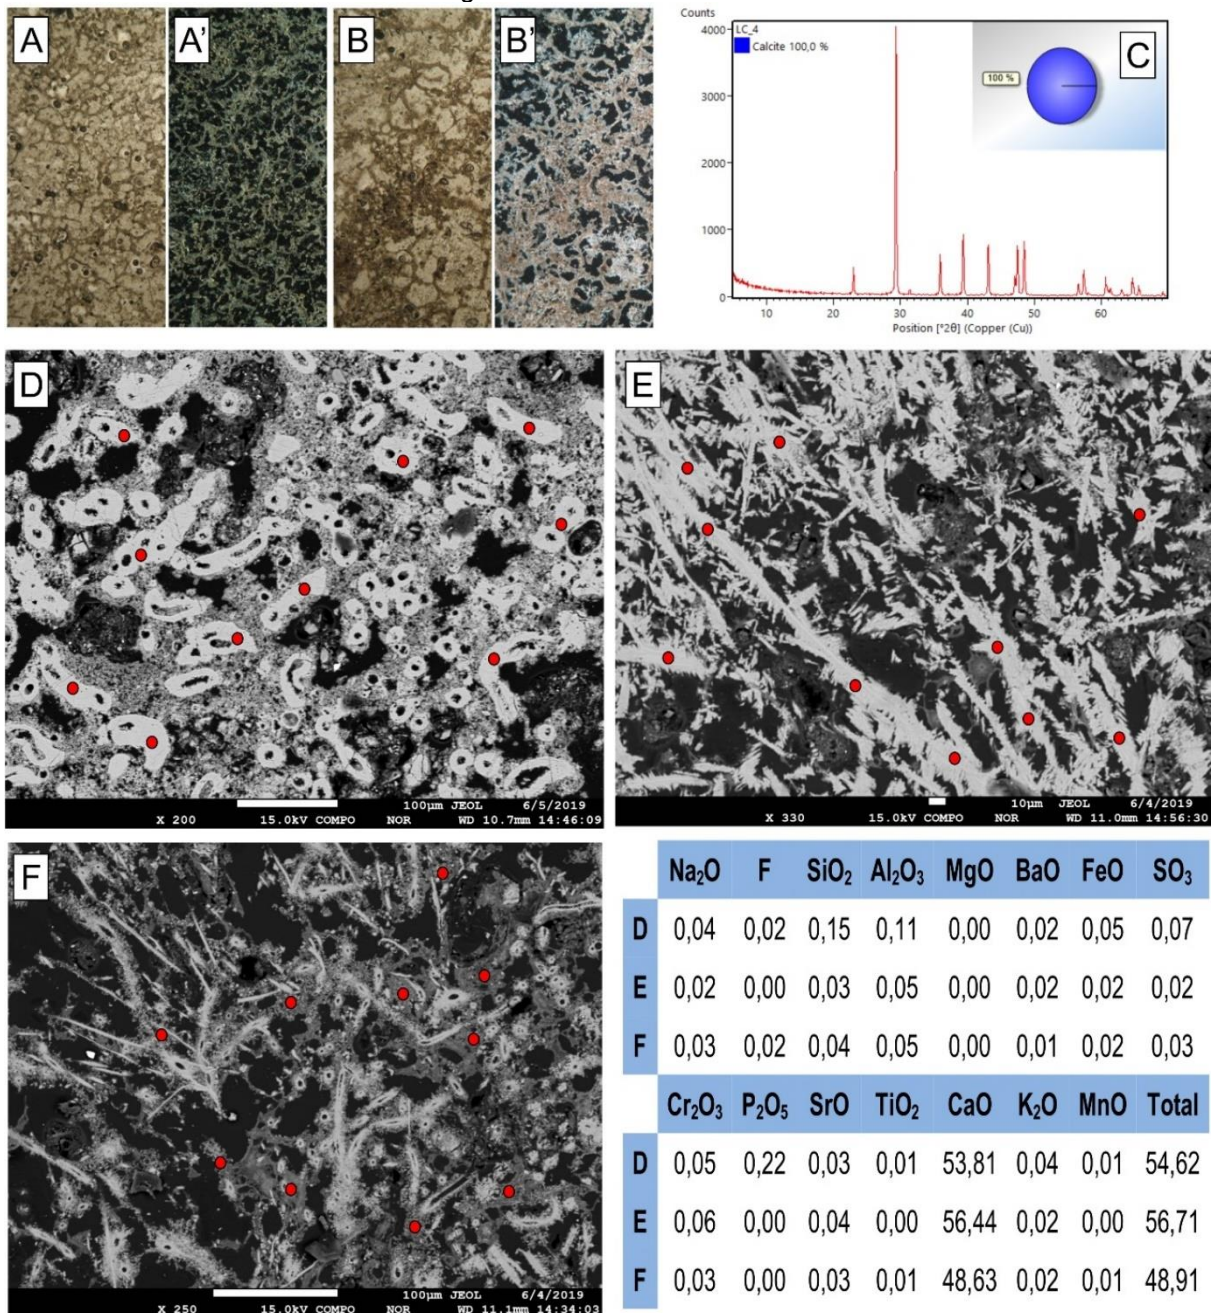 A
A'
B
B'
Counts
LC_4
Calcite 100,0 %
C
100 %
4000
3000
2000
1000
0
10 20 30 40 50 60
Position [°2θ] (Copper (Cu))
D
100µm JEOL 6/5/2019
X 200 15.0kV COMPO NOR WD 10.7mm 14:46:09
E
10µm JEOL 6/4/2019
X 330 15.0kV COMPO NOR WD 11.0mm 14:56:30
F
100µm JEOL 6/4/2019
X 250 15.0kV COMPO NOR WD 11.1mm 14:34:03
Na₂O F SiO₂ Al₂O₃ MgO BaO FeO SO₃
D 0,04 0,02 0,15 0,11 0,00 0,02 0,05 0,07
E 0,02 0,00 0,03 0,05 0,00 0,02 0,02 0,02
F 0,03 0,02 0,04 0,05 0,00 0,01 0,02 0,03
Cr₂O₃ P₂O₅ SrO TiO₂ CaO K₂O MnO Total
D 0,05 0,22 0,03 0,01 53,81 0,04 0,01 54,62
E 0,06 0,00 0,04 0,00 56,44 0,02 0,00 56,71
F 0,03 0,00 0,03 0,01 48,63 0,02 0,01 48,91